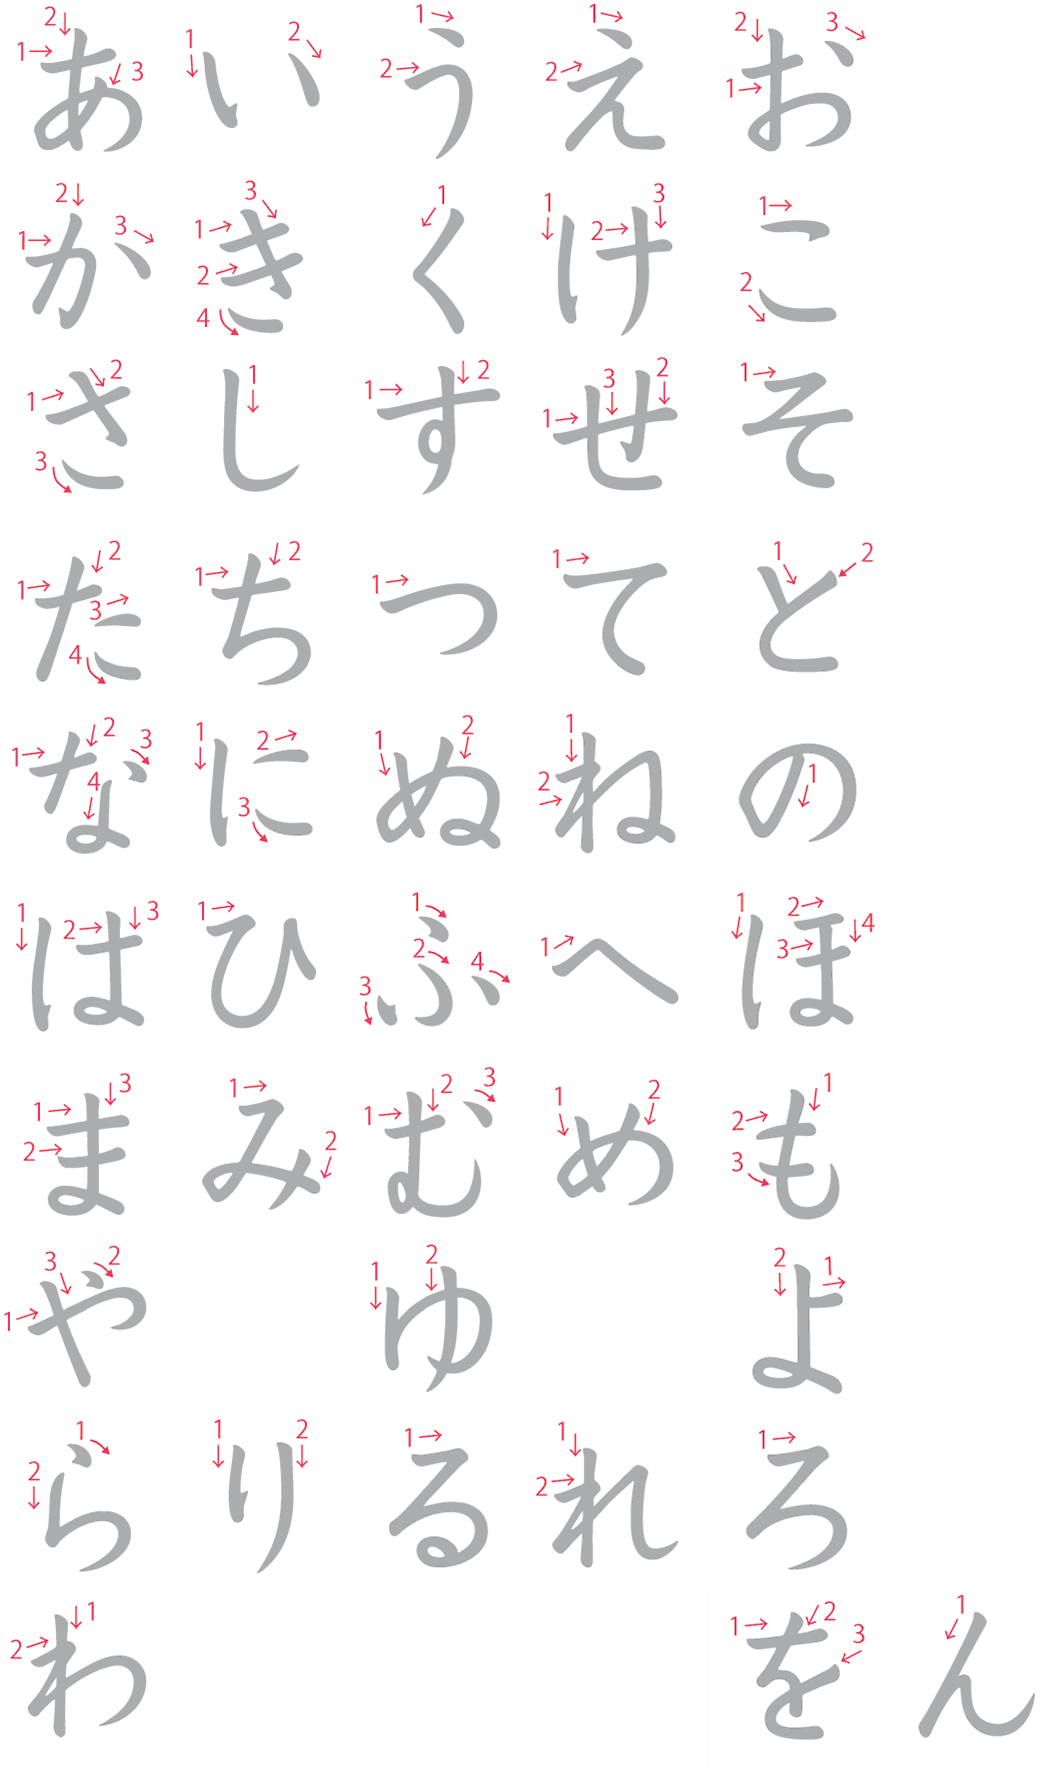 あ い う え お
か き く け こ
さ し す せ そ
た ち つ て と
な に ぬ ね の
は ひ ふ へ ほ
ま み む め も
や ゆ よ
ら り る れ ろ
わ を ん